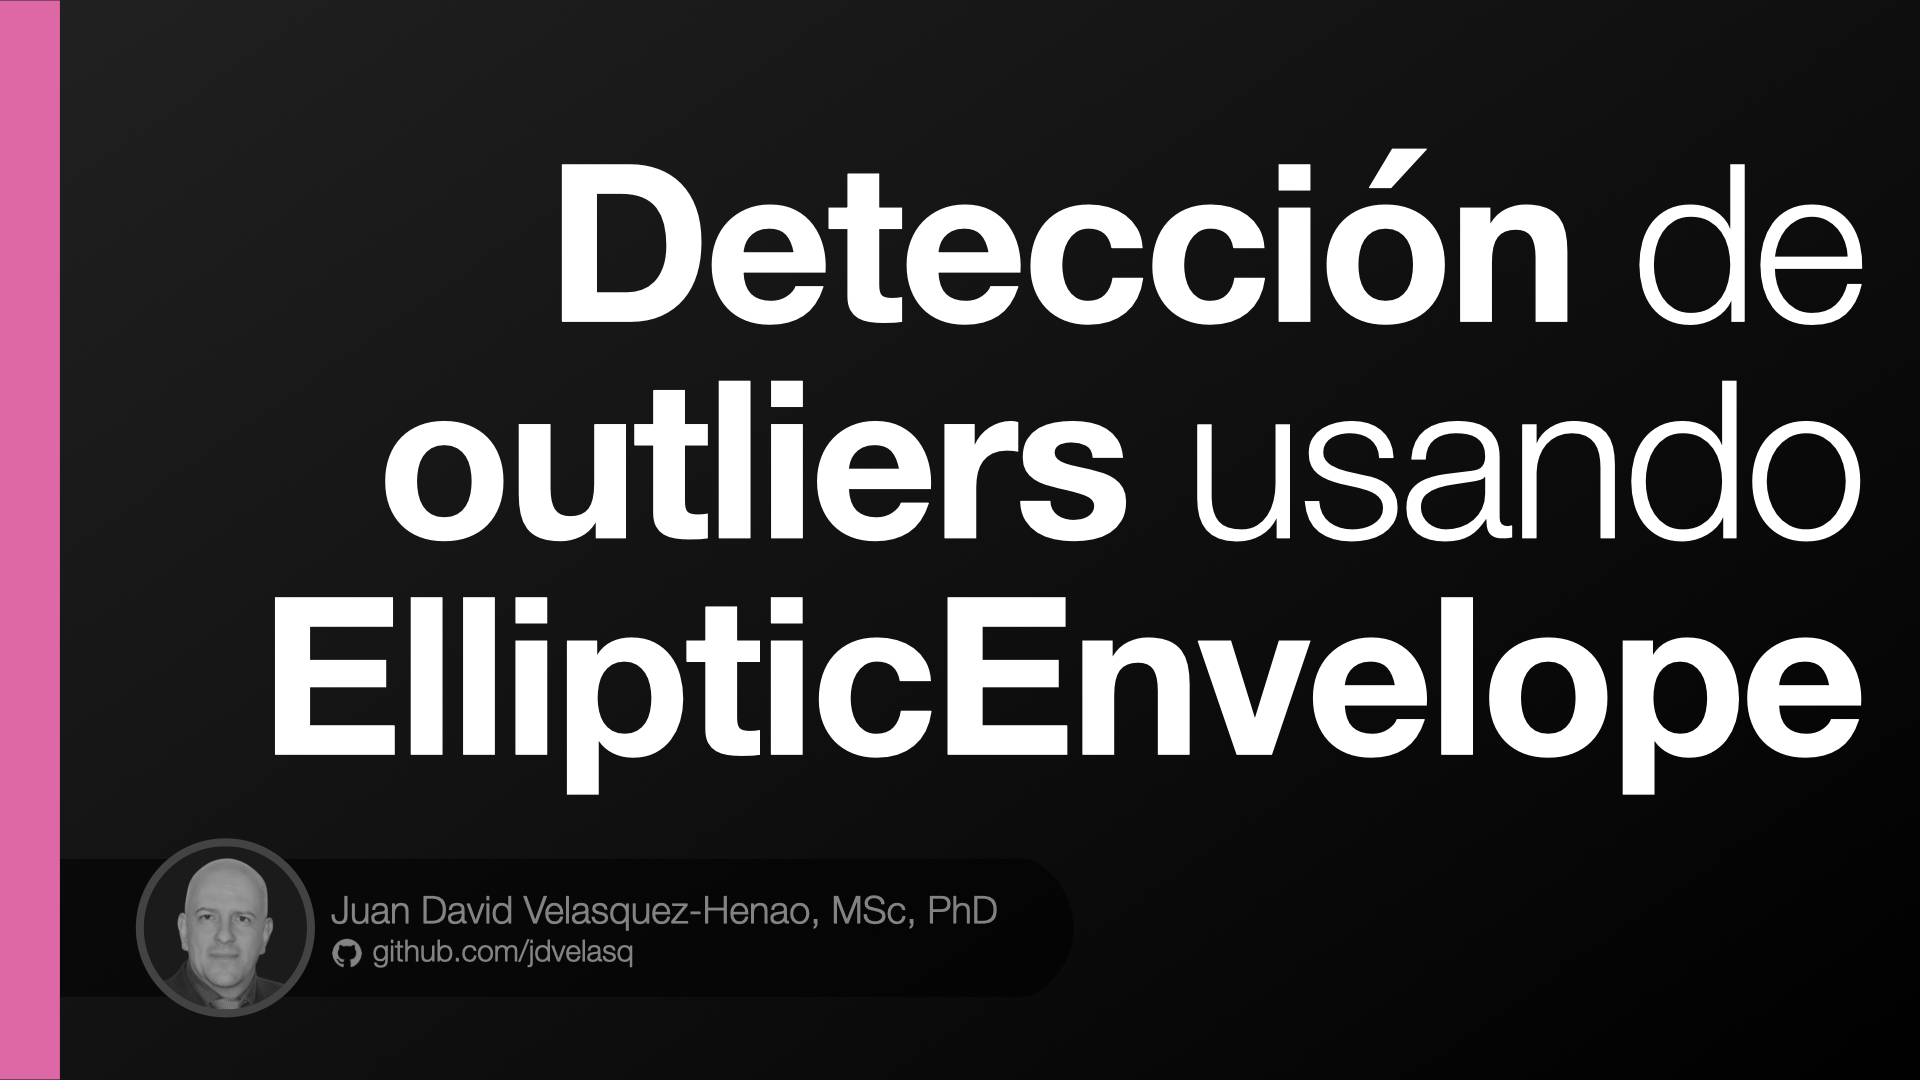 Detección de
outliers usando
EllipticEnvelope
Juan David Velasquez-Henao, MSc, PhD
github.com/jdvelasq